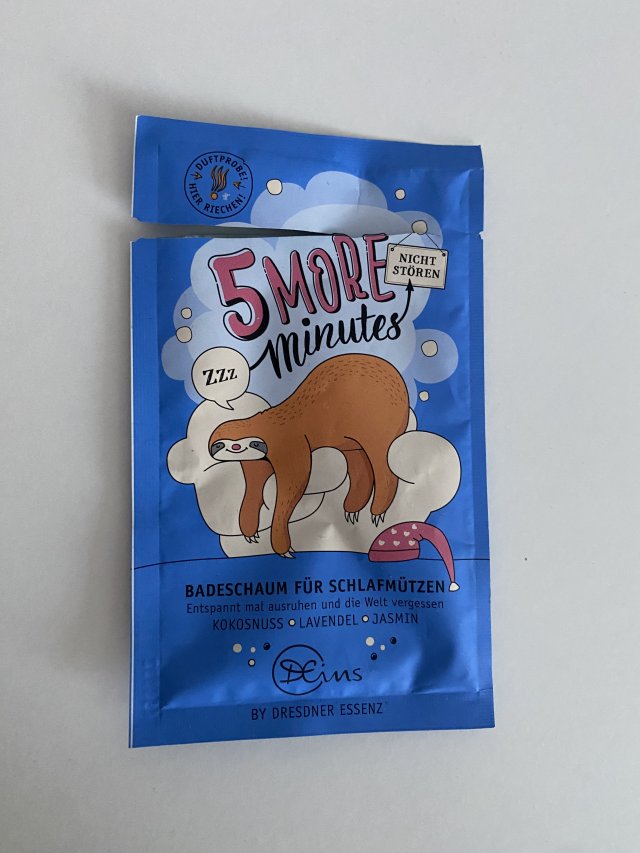 DUFTPROBE!
HIER RIECHEN!
5 MORE
minutes
NICHT
STÖREN
ZZZ
BADESCHAUM FÜR SCHLAFMÜTZEN
Entspannt mal ausruhen und die Welt vergessen
KOKOSNUSS LAVENDEL JASMIN
DEins
BY DRESDNER ESSENZ